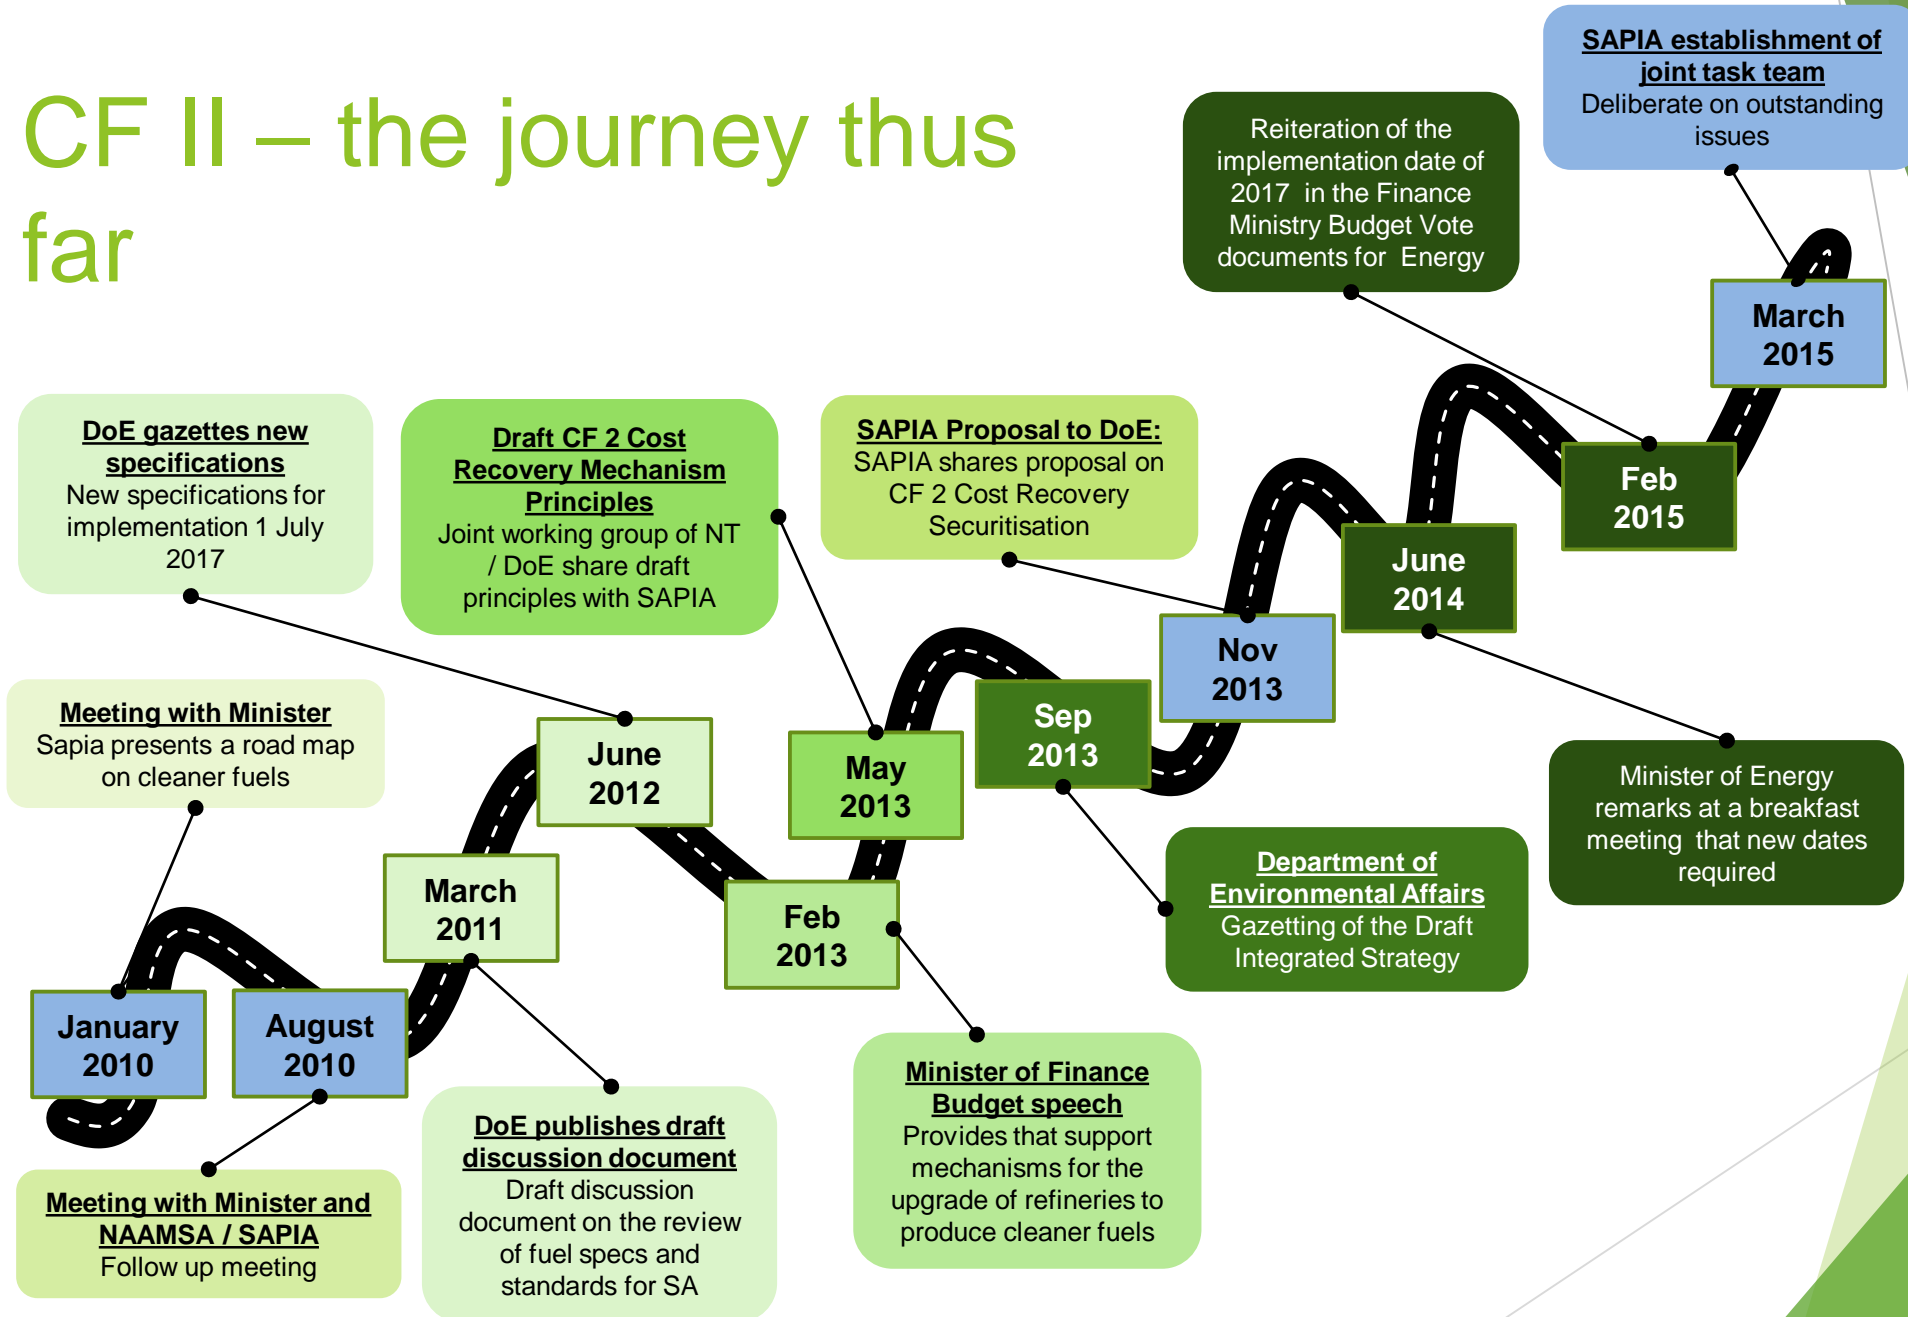 CF II – the journey thus
far
SAPIA establishment of
joint task team
Deliberate on outstanding
issues
Reiteration of the
implementation date of
2017 in the Finance
Ministry Budget Vote
documents for Energy
March
2015
DoE gazettes new
specifications
New specifications for
implementation 1 July
2017
Draft CF 2 Cost
Recovery Mechanism
Principles
Joint working group of NT
/ DoE share draft
principles with SAPIA
SAPIA Proposal to DoE:
SAPIA shares proposal on
CF 2 Cost Recovery
Securitisation
Feb
2015
June
2014
Nov
2013
Meeting with Minister
Sapia presents a road map
on cleaner fuels
June
2012
May
2013
Sep
2013
Minister of Energy
remarks at a breakfast
meeting that new dates
required
March
2011
Feb
2013
Department of
Environmental Affairs
Gazetting of the Draft
Integrated Strategy
January
2010
August
2010
Meeting with Minister and
NAAMSA / SAPIA
Follow up meeting
DoE publishes draft
discussion document
Draft discussion
document on the review
of fuel specs and
standards for SA
Minister of Finance
Budget speech
Provides that support
mechanisms for the
upgrade of refineries to
produce cleaner fuels